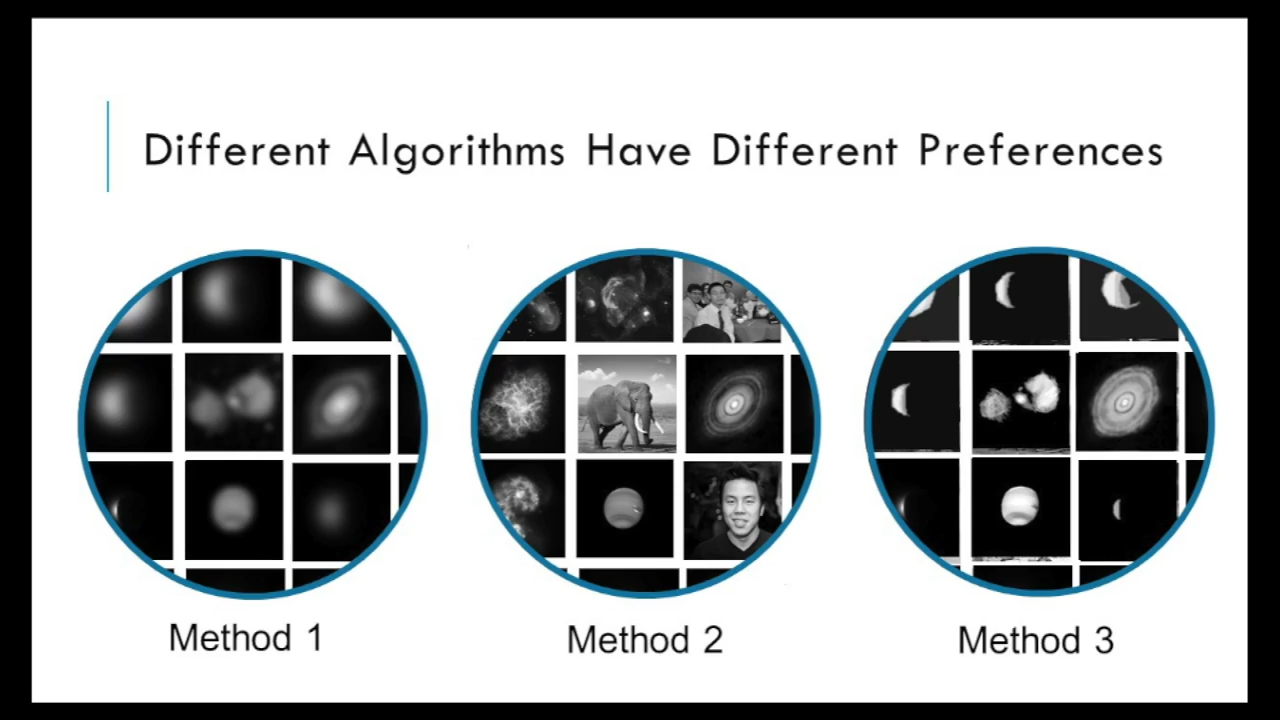 Different Algorithms Have Different Preferences
Method 1
Method 2
Method 3